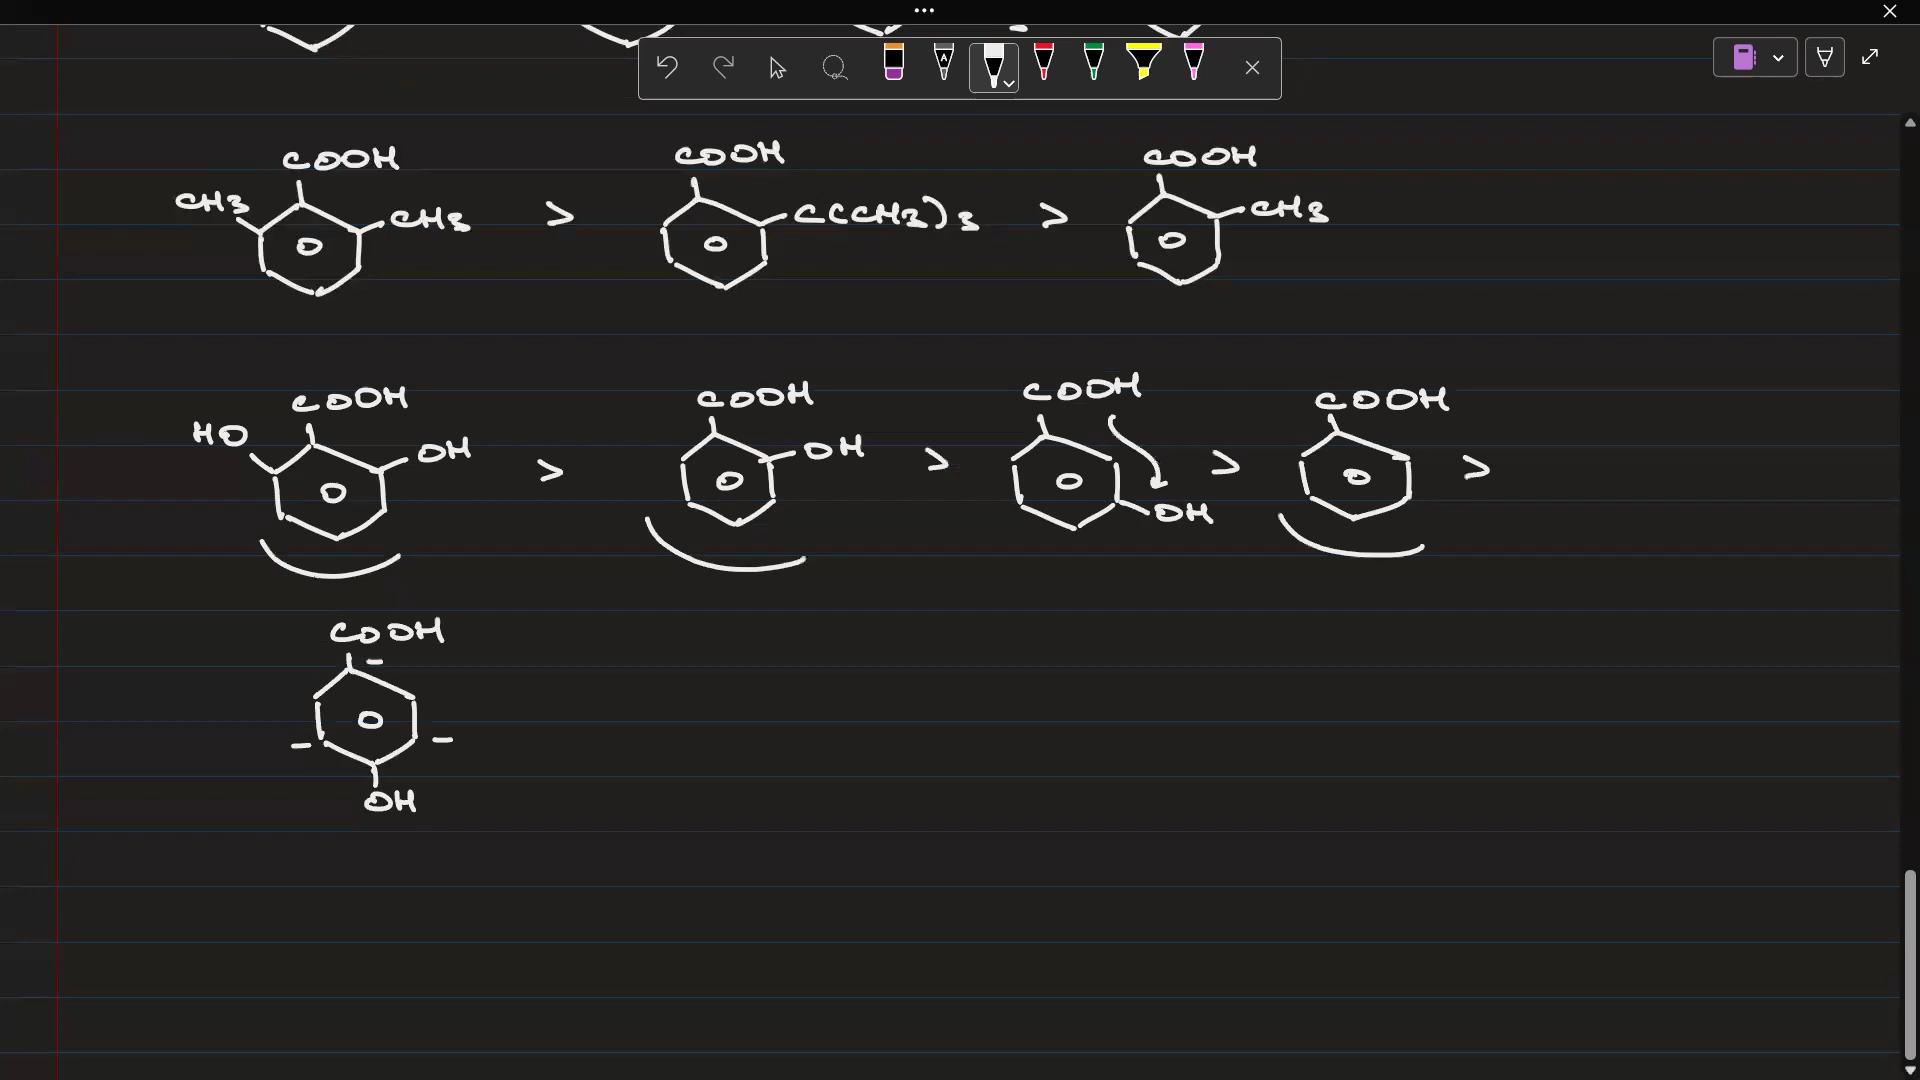 COOH COOH COOH
CH3 CH3 > C(CH3)3 > CH3
COOH COOH COOH COOH
HO OH > OH > OH > >
COOH
OH